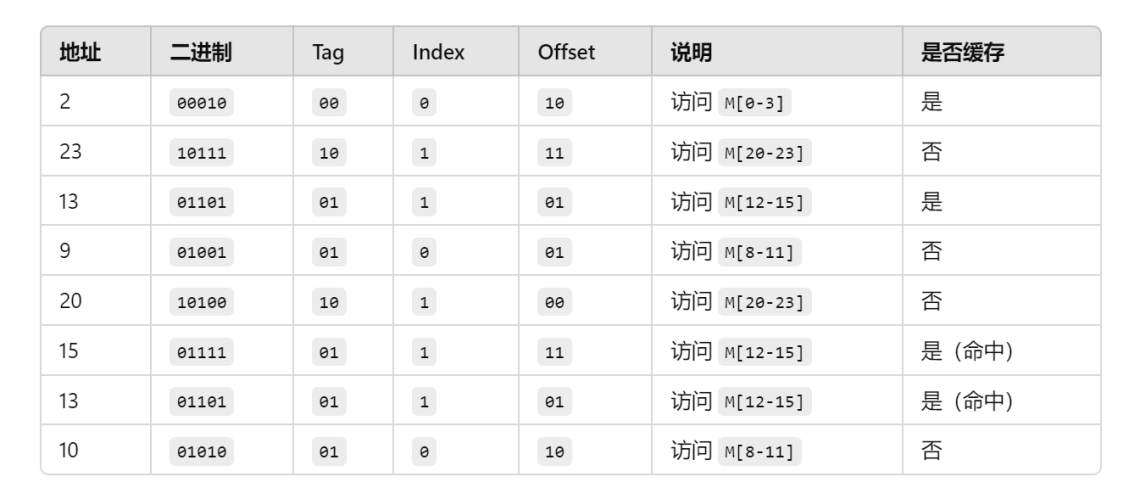 地址 二进制 Tag Index Offset 说明 是否缓存
2 00010 00 0 10 访问 M[0-3] 是
23 10111 10 1 11 访问 M[20-23] 否
13 01101 01 1 01 访问 M[12-15] 是
9 01001 01 0 01 访问 M[8-11] 否
20 10100 10 1 00 访问 M[20-23] 否
15 01111 01 1 11 访问 M[12-15] 是（命中）
13 01101 01 1 01 访问 M[12-15] 是（命中）
10 01010 01 0 10 访问 M[8-11] 否